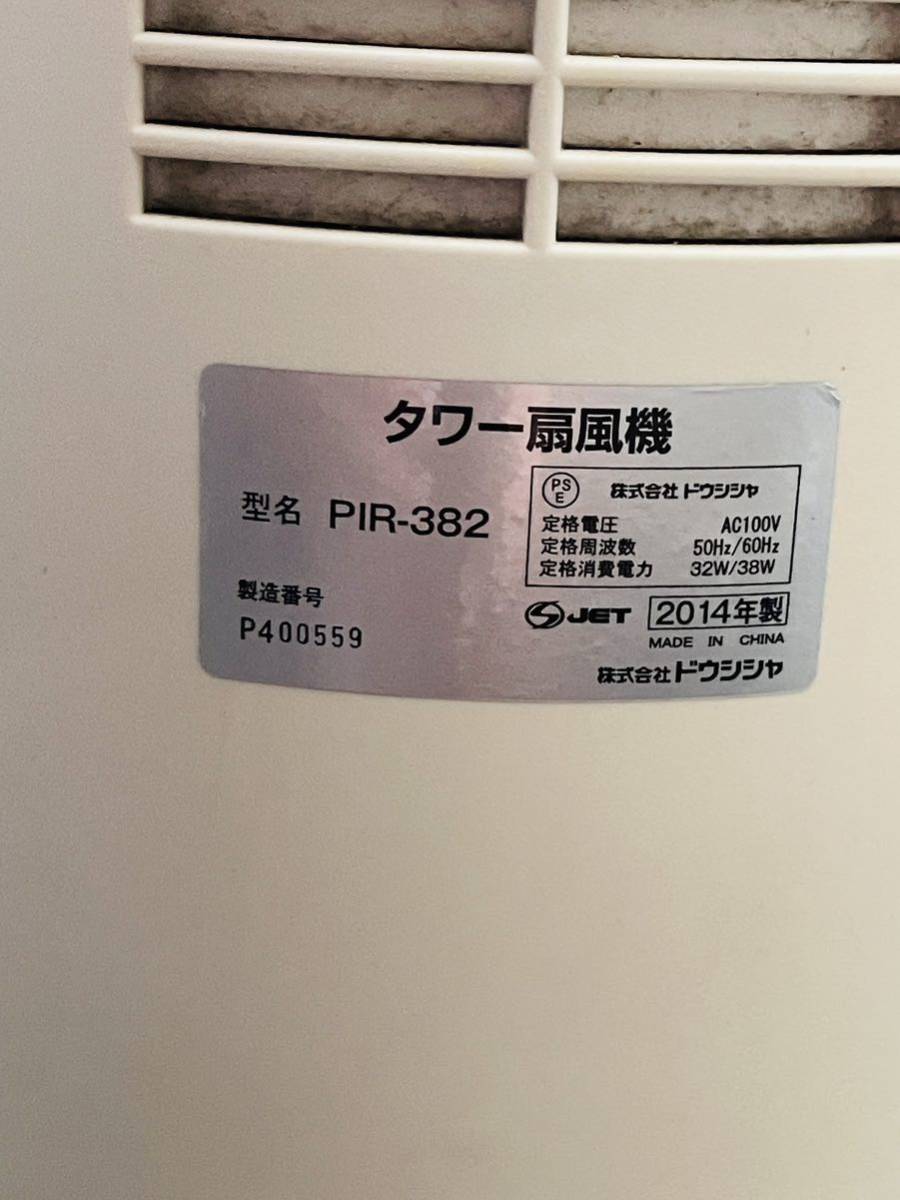 タワー扇風機
型名 PIR-382
製造番号
P400559
PS
E
株式会社 ドウシシャ
定格電圧 AC100V
定格周波数 50Hz/60Hz
定格消費電力 32W/38W
JET 2014年製
MADE IN CHINA
株式会社ドウシシャ